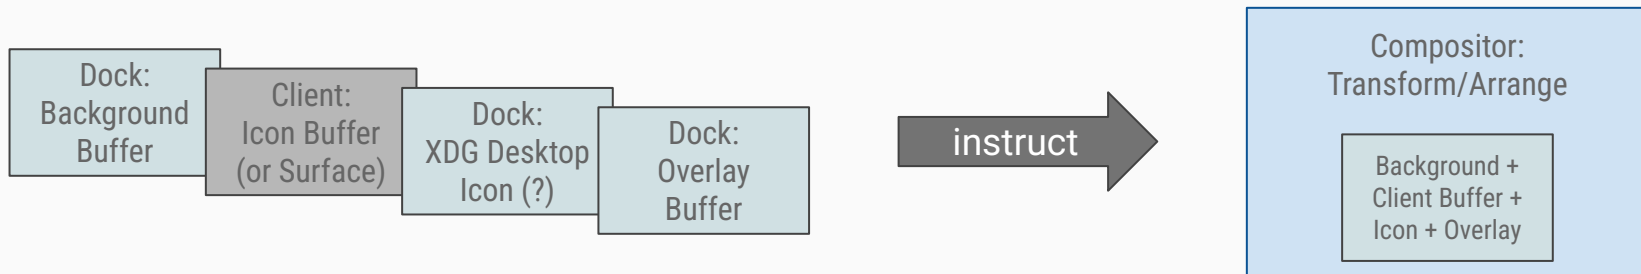 Dock:
Background
Buffer
Client:
Icon Buffer
(or Surface)
Dock:
XDG Desktop
Icon (?)
Dock:
Overlay
Buffer
instruct
Compositor:
Transform/Arrange
Background +
Client Buffer +
Icon + Overlay